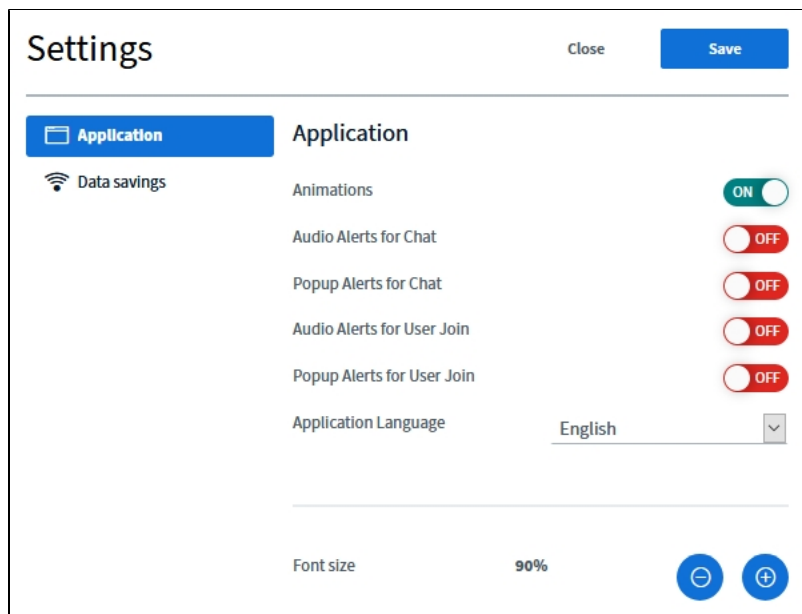 Settings
Close
Save
Application
Data savings
Application
Animations
ON
Audio Alerts for Chat
OFF
Popup Alerts for Chat
OFF
Audio Alerts for User Join
OFF
Popup Alerts for User Join
OFF
Application Language
English
Font size
90%